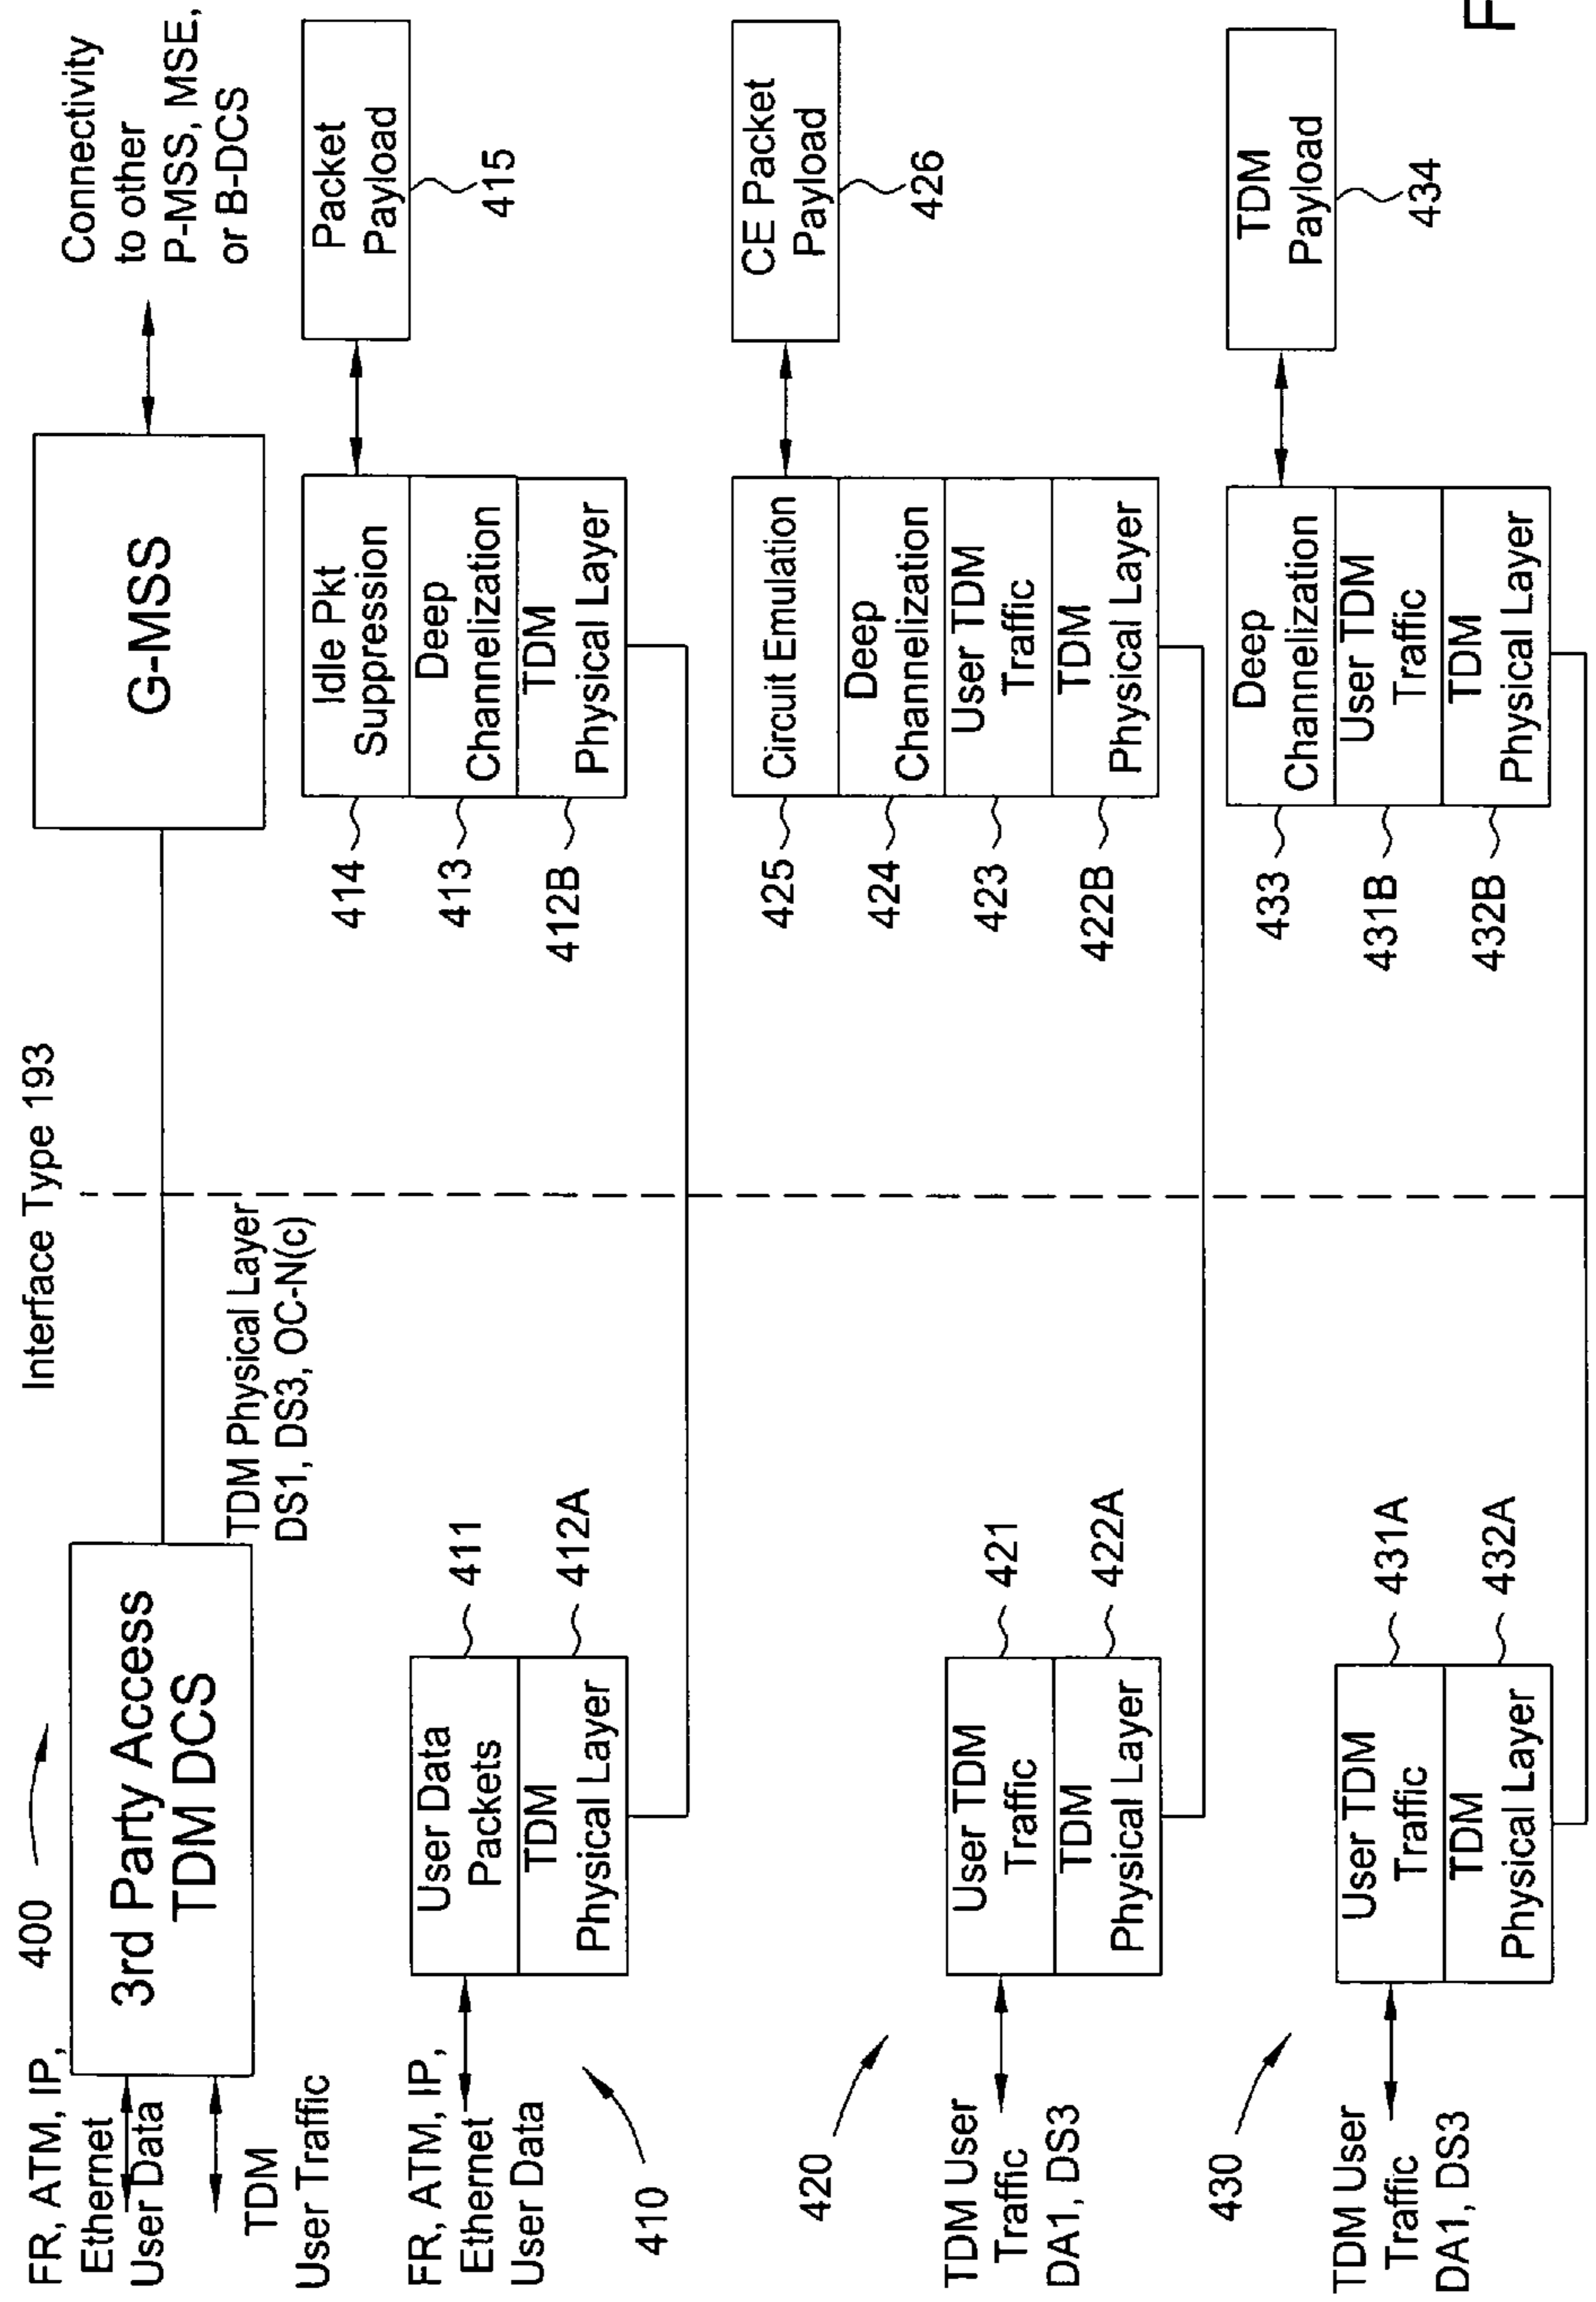 Interface Type 193
400
FR, ATM, IP,
Ethernet
User Data
TDM
User Traffic
3rd Party Access
TDM DCS
TDM Physical Layer
DS1, DS3, OC-N(c)
G-MSS
Connectivity
to other
P-MSS, MSE,
or B-DCS
FR, ATM, IP,
Ethernet
User Data
410
User Data
Packets
411
TDM
Physical Layer
412A
414
Idle Pkt
Suppression
413
Deep
Channelization
412B
TDM
Physical Layer
Packet
Payload
415
420
TDM User
Traffic
DA1, DS3
User TDM
Traffic
421
TDM
Physical Layer
422A
425
Circuit Emulation
424
Deep
Channelization
423
User TDM
Traffic
422B
TDM
Physical Layer
CE Packet
Payload
426
430
TDM User
Traffic
DA1, DS3
User TDM
Traffic
431A
TDM
Physical Layer
432A
433
Deep
Channelization
431B
User TDM
Traffic
432B
TDM
Physical Layer
TDM
Payload
434
F